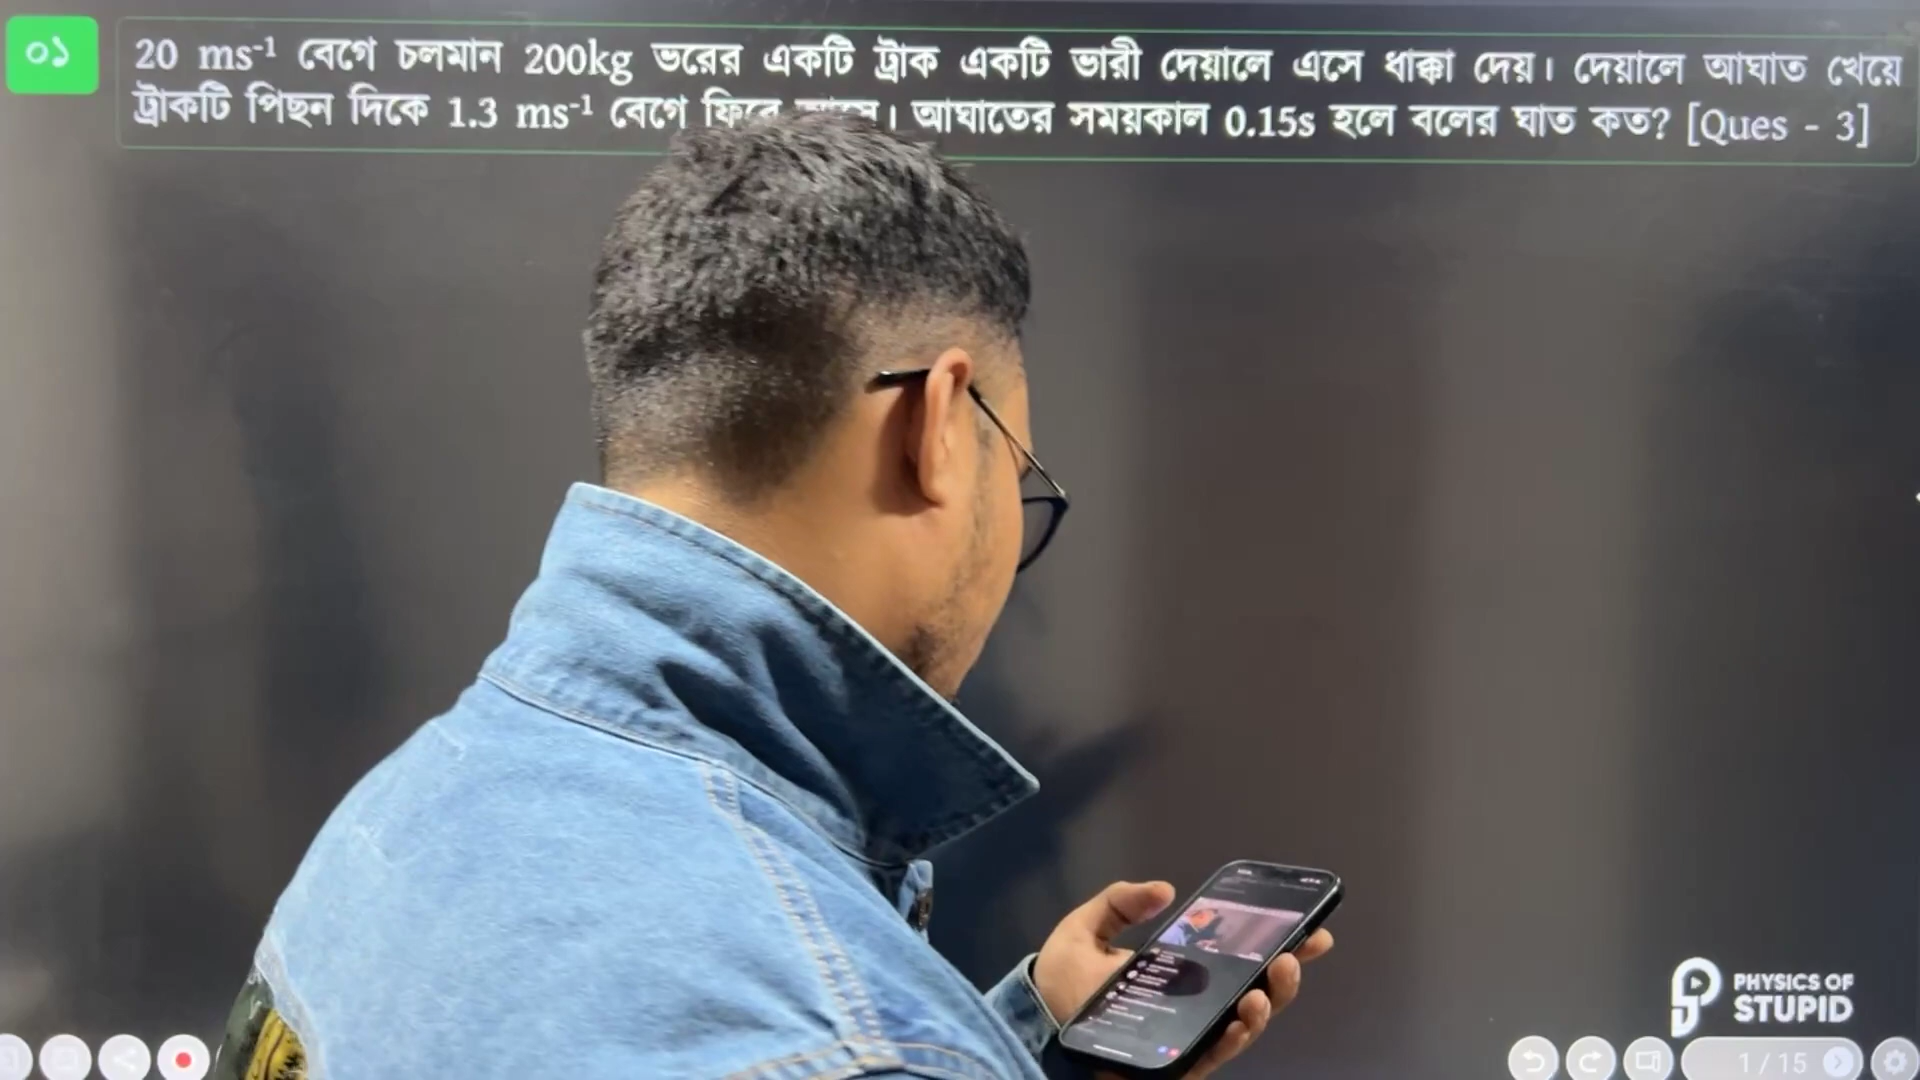 ০১
20 ms-1 বেগে চলমান 200kg ভরের একটি ট্রাক একটি ভারী দেয়ালে এসে ধাক্কা দেয়। দেয়ালে আঘাত খেয়ে
ট্রাকটি পিছন দিকে 1.3 ms-1 বেগে ফিরে। আঘাতের সময়কাল 0.15s হলে বলের ঘাত কত? [Ques - 3]
PHYSICS OF
STUPID
1 / 15